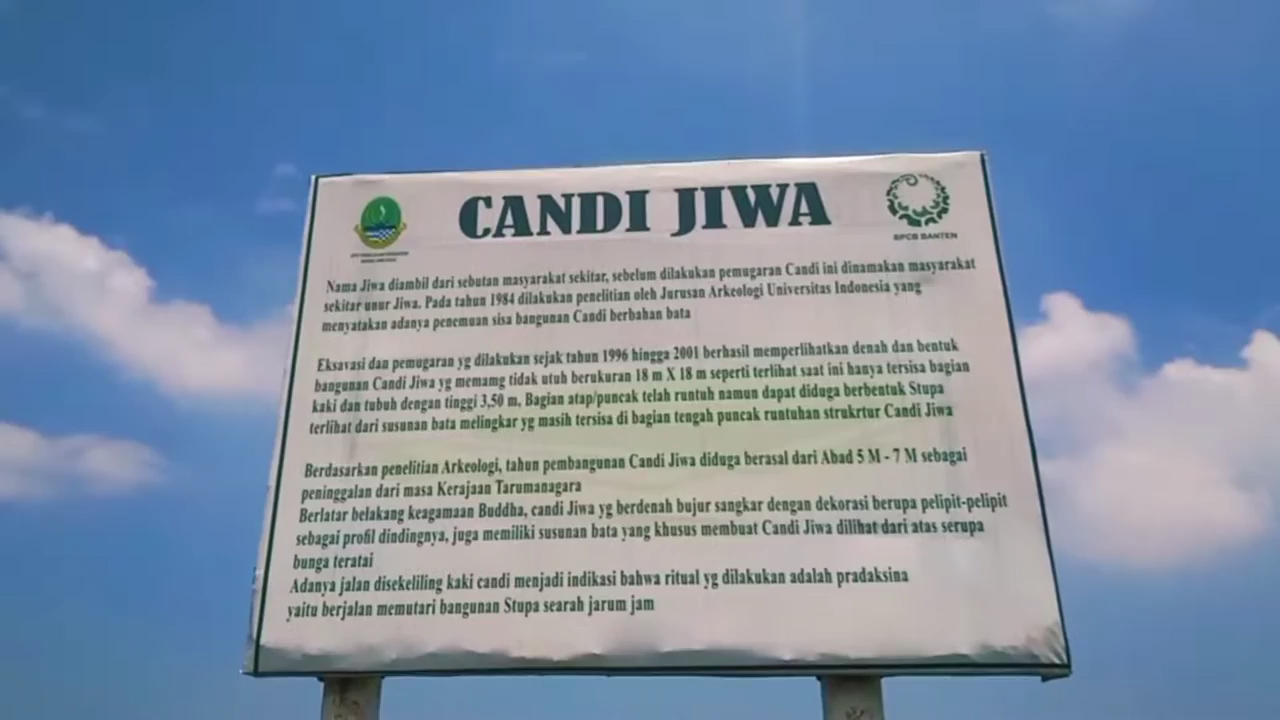 CANDI JIWA
BPCB BANTEN
Nama Jiwa diambil dari sebutan masyarakat sekitar, sebelum dilakukan pemugaran Candi ini dinamakan masyarakat
sekitar unur Jiwa. Pada tahun 1984 dilakukan penelitian oleh Jurusan Arkeologi Universitas Indonesia yang
menyatakan adanya penemuan sisa bangunan Candi berbahan bata
Eksavasi dan pemugaran yg dilakukan sejak tahun 1996 hingga 2001 berhasil memperlihatkan denah dan bentuk
bangunan Candi Jiwa yg memamg tidak utuh berukuran 18 m X 18 m seperti terlihat saat ini hanya tersisa bagian
kaki dan tubuh dengan tinggi 3,50 m. Bagian atap/puncak telah runtuh namun dapat diduga berbentuk Stupa
terlihat dari susunan bata melingkar yg masih tersisa di bagian tengah puncak runtuhan strukrtur Candi Jiwa
Berdasarkan penelitian Arkeologi, tahun pembangunan Candi Jiwa diduga berasal dari Abad 5 M - 7 M sebagai
peninggalan dari masa Kerajaan Tarumanagara
Berlatar belakang keagamaan Buddha, candi Jiwa yg berdenah bujur sangkar dengan dekorasi berupa pelipit-pelipit
sebagai profil dindingnya, juga memiliki susunan bata yang khusus membuat Candi Jiwa dilihat dari atas serupa
bunga teratai
Adanya jalan disekeliling kaki candi menjadi indikasi bahwa ritual yg dilakukan adalah pradaksina
yaitu berjalan memutari bangunan Stupa searah jarum jam